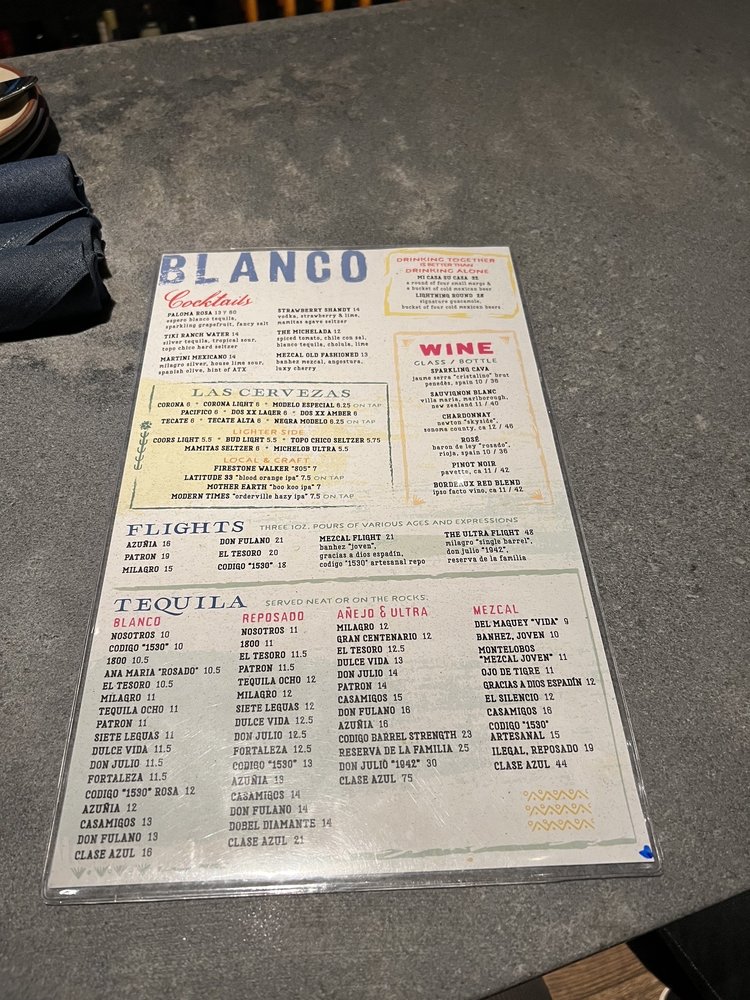 BLANCO
Cocktails
PALOMA ROSA 13 / 60
espero blanco tequila,
sparkling grapefruit, fancy salt
TIKI RANCH WATER 14
silver tequila, tropical sour,
topo chico hard seltzer
MARTINI MEXICANO 14
milagro silver, house lime sour,
spanish olive, hint of ATX
STRAWBERRY SHANDY 14
vodka, strawberry & lime,
mamitas agave seltzer
THE MICHELADA 12
spiced tomato, chile con sal,
blanco tequila, cholula, lime
MEZCAL OLD FASHIONED 13
banhez mezcal, angostura,
luxy cherry
DRINKING TOGETHER
IS BETTER THAN
DRINKING ALONE
MI CASA SU CASA
a round of four small margs &
a bucket of cold mexican beer
LIGHTNING ROUND
signature guacamole,
bucket of four cold mexican beers
WINE
GLASS / BOTTLE
SPARKLING CAVA
jaume serra "cristalino" brut
penedès, spain 10 / 36
SAUVIGNON BLANC
villa maria, marlborough,
new zealand 11 / 40
CHARDONNAY
newton "skyside",
sonoma county, ca 12 / 46
ROSÉ
baron de ley "rosado",
rioja, spain 10 / 36
PINOT NOIR
pavette, ca 11 / 42
BORDEAUX RED BLEND
ipso facto vino, ca 11 / 42
LAS CERVEZAS
CORONA 6 * CORONA LIGHT 6 * MODELO ESPECIAL 6.25 ON TAP
PACIFICO 6 * DOS XX LAGER 6 * DOS XX AMBER 6
TECATE 6 * TECATE ALTA 6 * NEGRA MODELO 6.25 ON TAP
LIGHTER SIDE
COORS LIGHT 5.5 * BUD LIGHT 5.5 * TOPO CHICO SELTZER 5.75
MAMITAS SELTZER 6 * MICHELOB ULTRA 5.5
LOCAL & CRAFT
FIRESTONE WALKER "805" 7
LATITUDE 33 "blood orange ipa" 7.5 ON TAP
MOTHER EARTH "boo koo ipa" 7
MODERN TIMES "orderville hazy ipa" 7.5 ON TAP
FLIGHTS THREE 1OZ. POURS OF VARIOUS AGES AND EXPRESSIONS
AZUÑIA 16
PATRON 19
MILAGRO 15
DON FULANO 21
EL TESORO 20
CODIGO "1530" 18
MEZCAL FLIGHT 21
banhez "joven",
gracias a dios espadin,
codigo "1530" artesanal repo
THE ULTRA FLIGHT 48
milagro "single barrel",
don julio "1942",
reserva de la familia
TEQUILA SERVED NEAT OR ON THE ROCKS.
BLANCO
NOSOTROS 10
CODIGO "1530" 10
1800 10.5
ANA MARIA "ROSADO" 10.5
EL TESORO 10.5
MILAGRO 11
TEQUILA OCHO 11
PATRON 11
SIETE LEGUAS 11
DULCE VIDA 11.5
DON JULIO 11.5
FORTALEZA 11.5
CODIGO "1530" ROSA 12
AZUÑIA 12
CASAMIGOS 13
DON FULANO 13
CLASE AZUL 16
REPOSADO
NOSOTROS 11
1800 11
EL TESORO 11.5
PATRON 11.5
TEQUILA OCHO 12
MILAGRO 12
SIETE LEGUAS 12
DULCE VIDA 12.5
DON JULIO 12.5
FORTALEZA 12.5
CODIGO "1530" 13
AZUÑIA 13
CASAMIGOS 14
DON FULANO 14
DOBEL DIAMANTE 14
CLASE AZUL 21
AÑEJO & ULTRA
MILAGRO 12
GRAN CENTENARIO 12
EL TESORO 12.5
DULCE VIDA 13
DON JULIO 14
PATRON 14
CASAMIGOS 15
DON FULANO 16
AZUÑIA 16
CODIGO BARREL STRENGTH 23
RESERVA DE LA FAMILIA 25
DON JULIO "1942" 30
CLASE AZUL 75
MEZCAL
DEL MAGUEY "VIDA" 9
BANHEZ, JOVEN 10
MONTELOBOS
"MEZCAL JOVEN" 11
OJO DE TIGRE 11
GRACIAS A DIOS ESPADÍN 12
EL SILENCIO 12
CASAMIGOS 16
CODIGO "1530"
ARTESANAL 15
ILEGAL, REPOSADO 19
CLASE AZUL 44